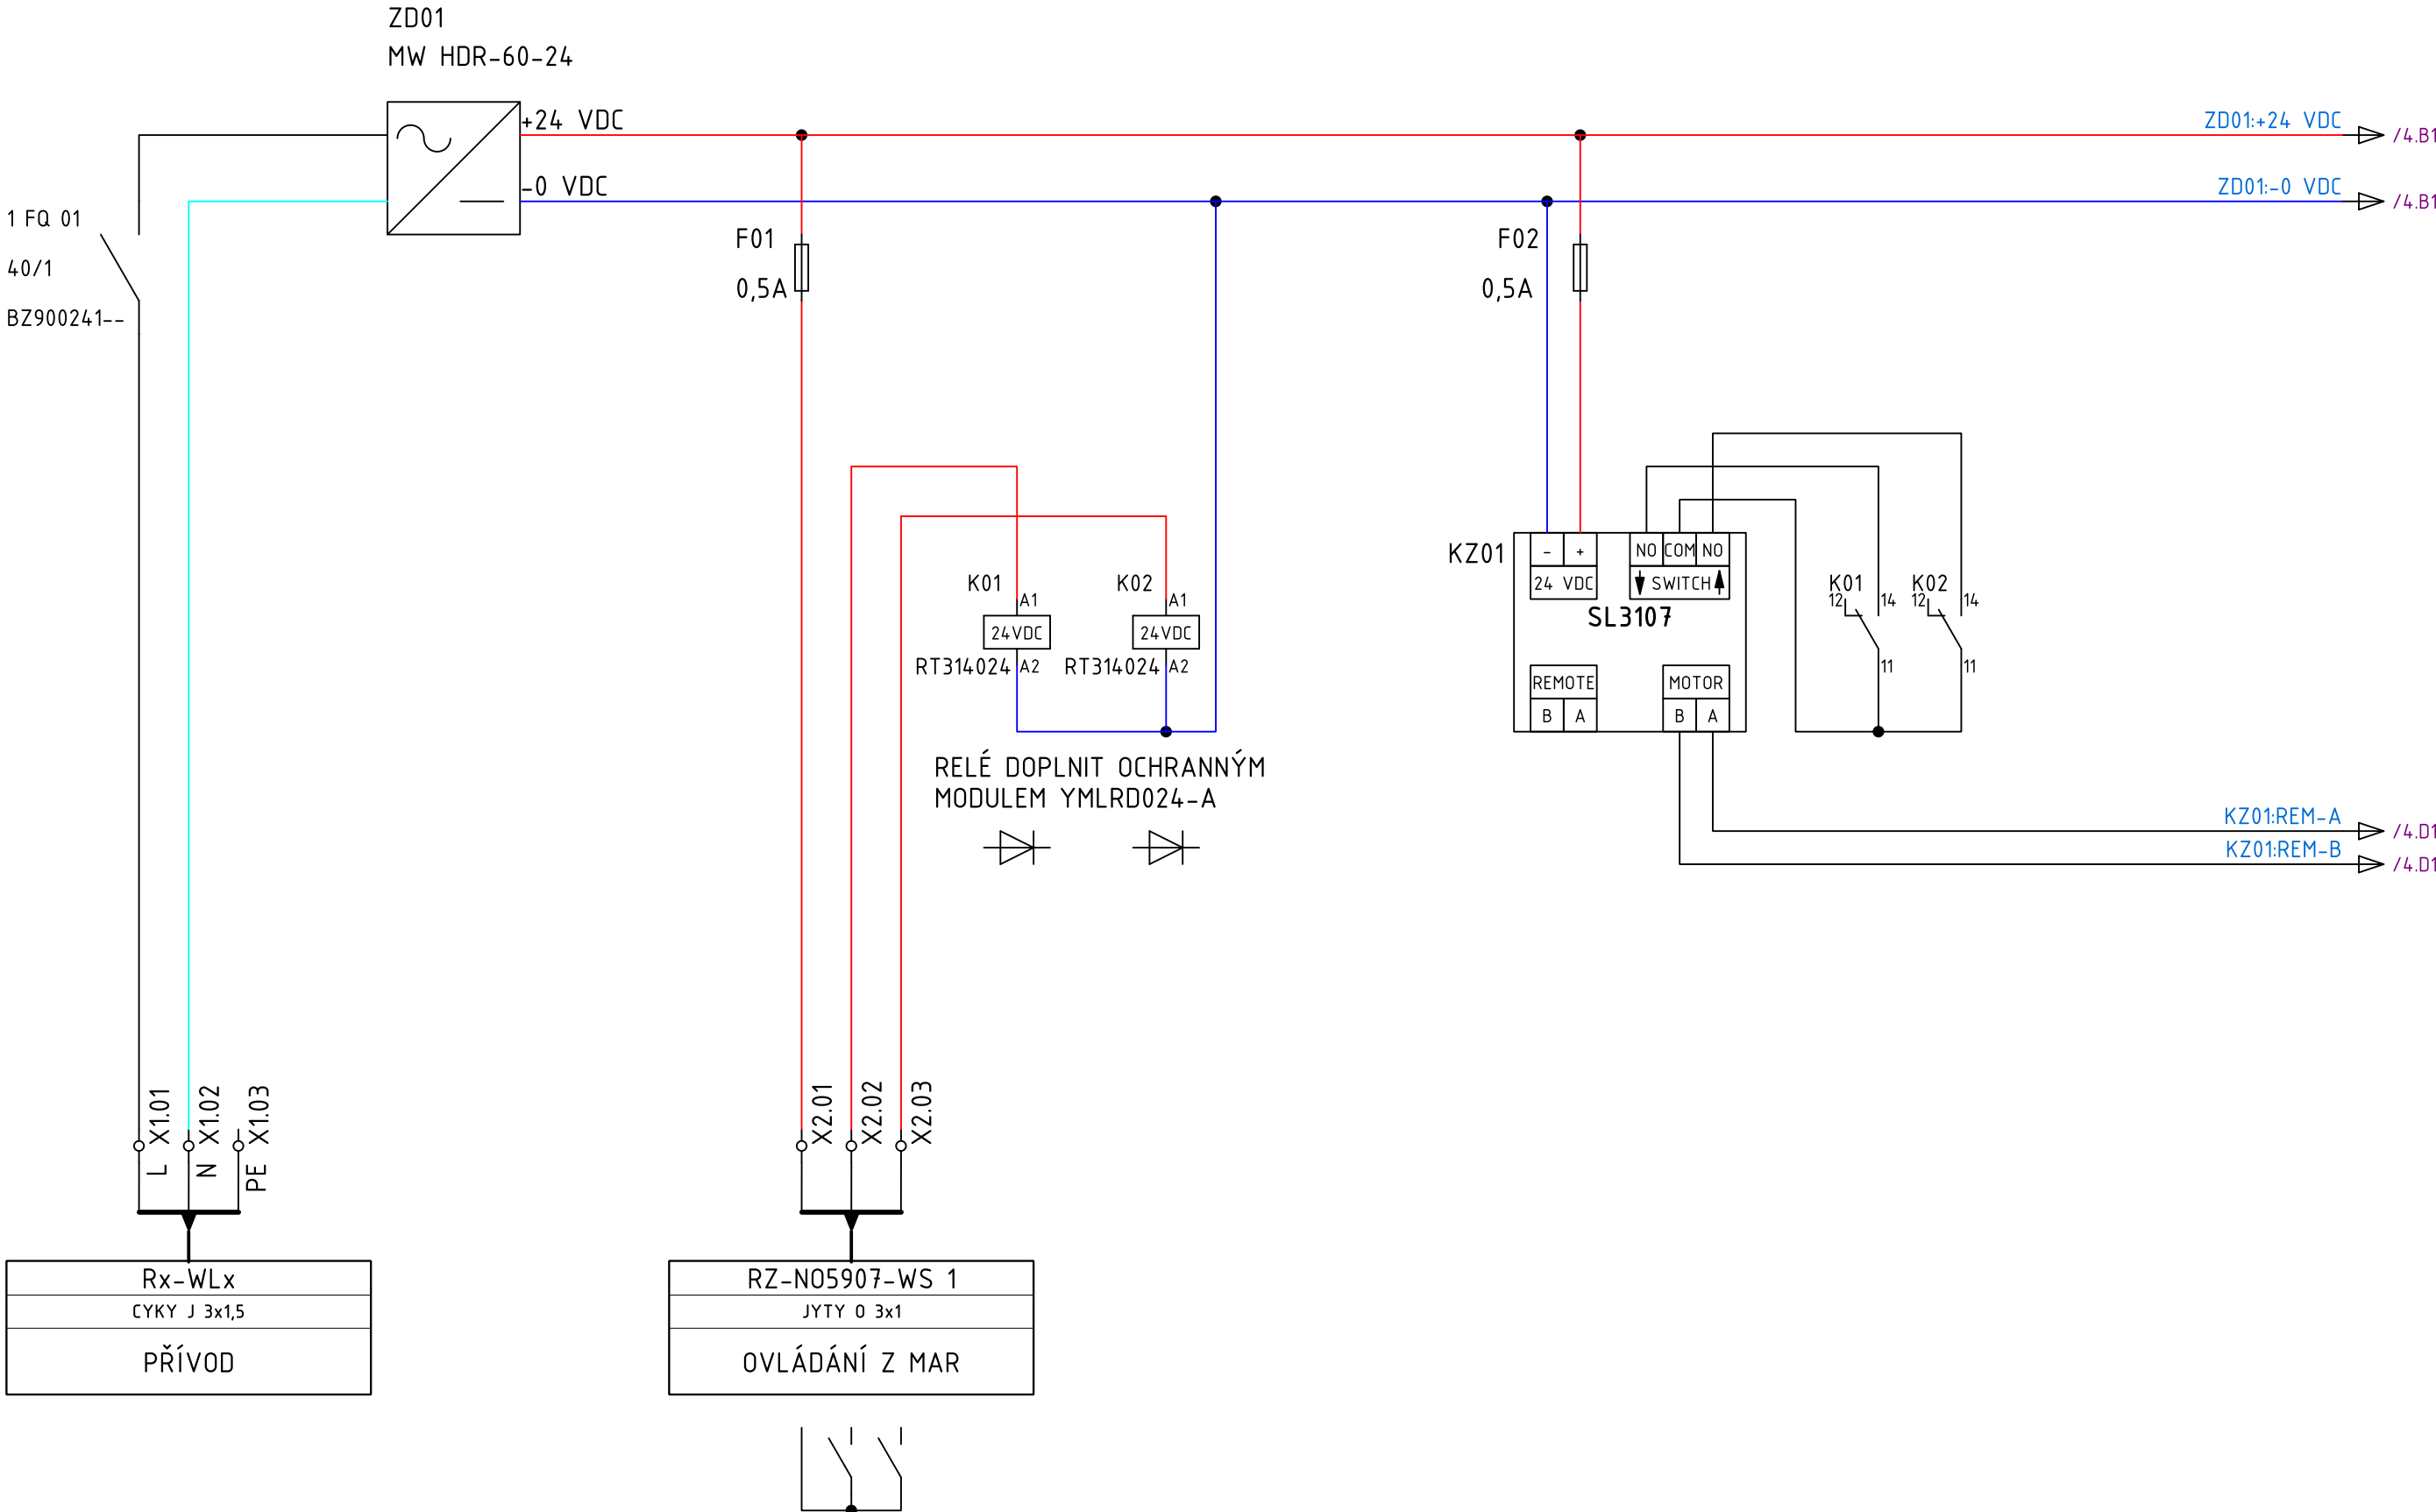 ZD01
MW HDR-60-24
+24 VDC
-0 VDC
ZD01:+24 VDC
/4.B1
ZD01:-0 VDC
/4.B1
1 FQ 01
40/1
BZ900241--
F01
0,5A
F02
0,5A
K01
A1
24VDC
RT314024
A2
K02
A1
24VDC
RT314024
A2
RELÉ DOPLNIT OCHRANNÝM
MODULEM YMLRD024-A
KZ01
- +
24 VDC
NO COM NO
SWITCH
SL3107
REMOTE
B A
MOTOR
B A
K01
12
14
11
K02
12
14
11
KZ01:REM-A
/4.D1
KZ01:REM-B
/4.D1
X1.01
X1.02
X1.03
L
N
PE
X2.01
X2.02
X2.03
Rx-WLx
CYKY J 3x1,5
PŘÍVOD
RZ-NO5907-WS 1
JYTY O 3x1
OVLÁDÁNÍ Z MAR